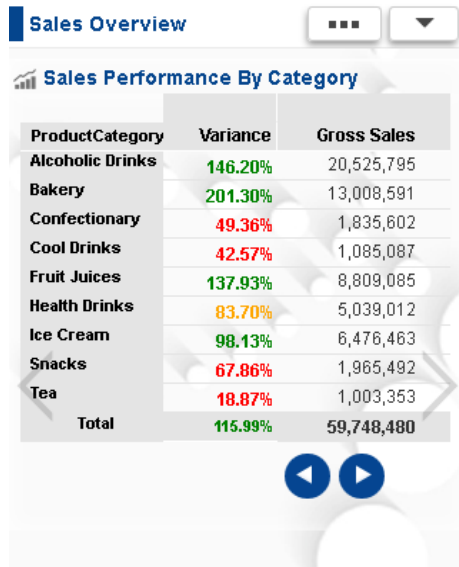 Sales Overview
Sales Performance By Category
ProductCategory Variance Gross Sales
Alcoholic Drinks 146.20% 20,525,795
Bakery 201.30% 13,008,591
Confectionary 49.36% 1,835,602
Cool Drinks 42.57% 1,085,087
Fruit Juices 137.93% 8,809,085
Health Drinks 83.70% 5,039,012
Ice Cream 98.13% 6,476,463
Snacks 67.86% 1,965,492
Tea 18.87% 1,003,353
Total 115.99% 59,748,480